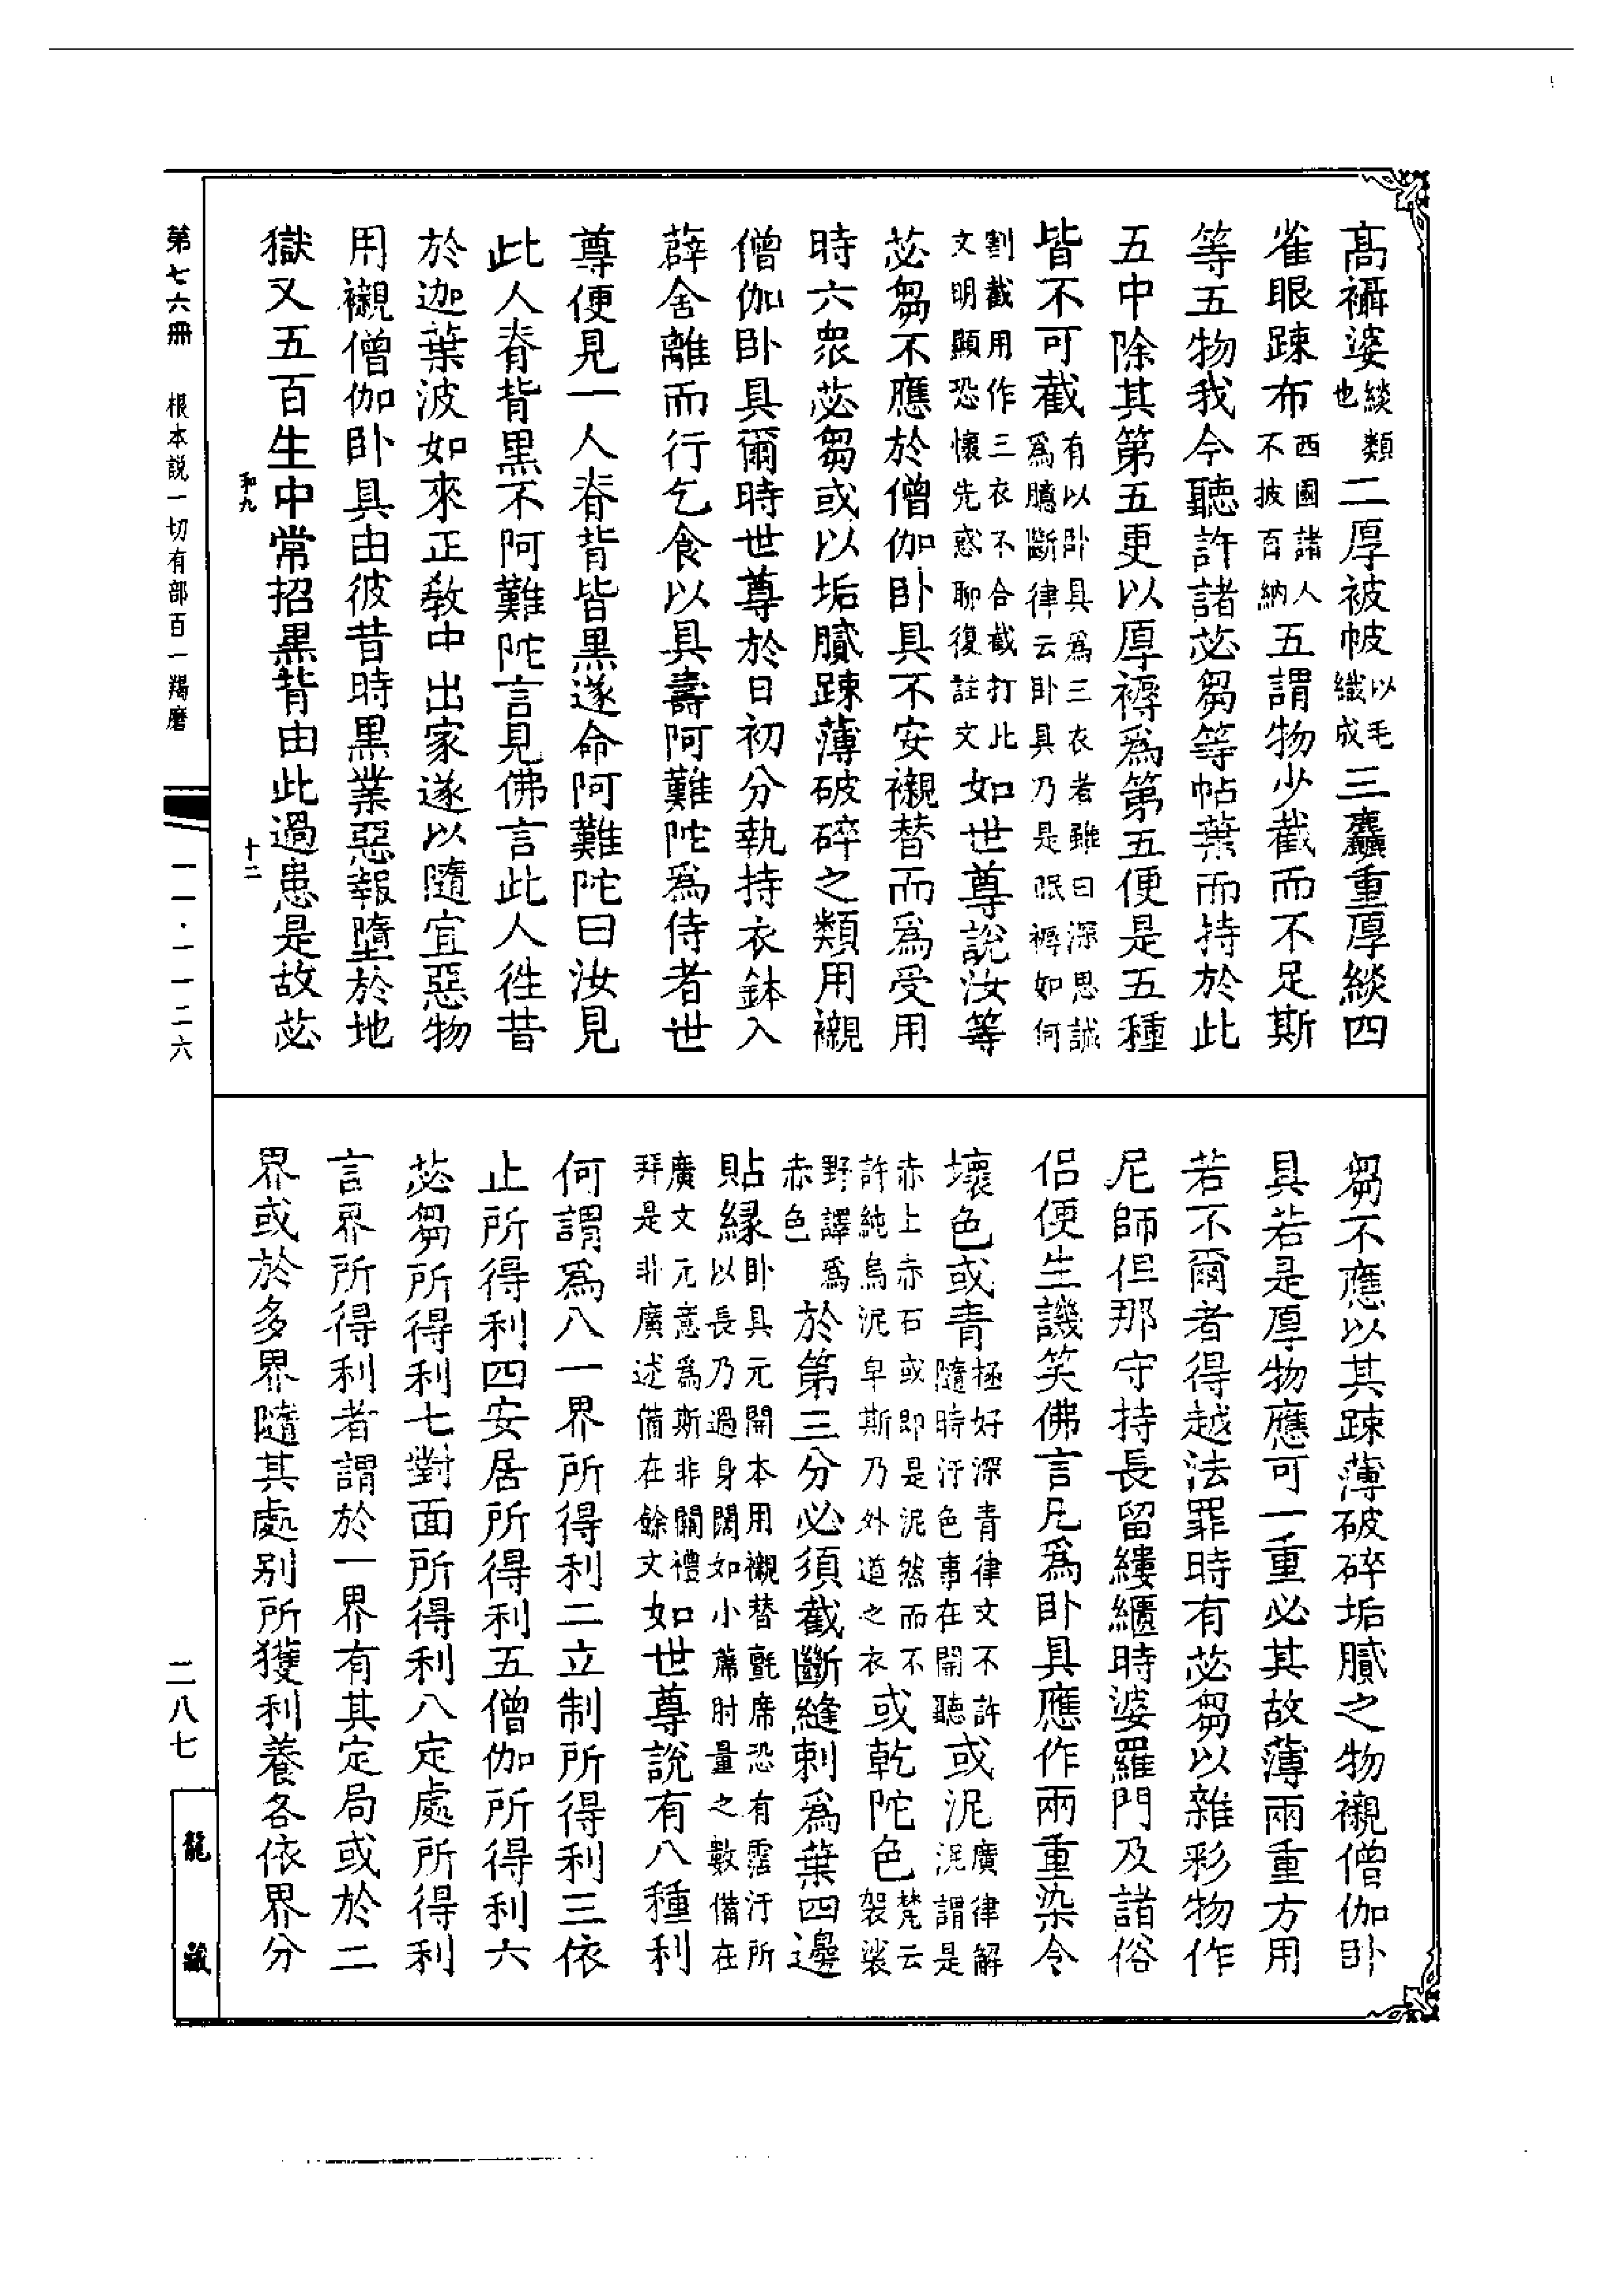 高襵婆緂類也二厚被帔以毛織成三麤重厚緂四
雀眼踈布西國諸人不披百納五謂物少截而不足斯
等五物我今聽許諸苾芻等帖葉而持於此
五中除其第五更以厚褥爲第五便是五種
皆不可截有以卧具爲三衣者雖曰深思誠爲臆斷律云卧具乃是眠褥如何
割截用作三衣不合截打此文明顯恐懷先惑聊復註文如世尊說汝等
苾芻不應於僧伽卧具不安襯替而爲受用
時六衆苾芻或以垢膩踈薄破碎之類用襯
僧伽卧具爾時世尊於日初分執持衣鉢入
薜舍離而行乞食以具壽阿難陀爲侍者世
尊便見一人脊背皆黑遂命阿難陀曰汝見
此人脊背黑不阿難陀言見佛言此人徃昔
於迦葉波如來正敎中出家遂以隨宜惡物
用襯僧伽卧具由彼昔時黑業惡報墮於地
獄又五百生中常招黑背由此過患是故苾
和九
十二
芻不應以其踈薄破碎垢膩之物襯僧伽卧
具若是厚物應可一重必其故薄兩重方用
若不爾者得越法罪時有苾芻以雜彩物作
尼師但那守持長留縷繼時婆羅門及諸俗
侶便生譏笑佛言凡爲卧具應作兩重染令
壞色或青極好深青律文不許隨時汙色事在開聽或泥廣律解泥謂是
赤土赤石或即是泥然而不許純烏泥皁斯乃外道之衣或乾陀色梵云袈裟
野譯爲赤色於第三分必須截斷縫刺爲葉四邊
貼緣卧具元開本用襯替氈席恐有霑汙所以長乃過身闊如小席肘量之數備在
廣文元意爲斯非關禮拜是非廣述備在餘文如世尊說有八種利
何謂爲八一界所得利二立制所得利三依
止所得利四安居所得利五僧伽所得利六
苾芻所得利七對面所得利八定處所得利
言界所得利者謂於一界有其定局或於二
界或於多界隨其處别所獲利養各依界分
第七六冊 根本説一切有部百一羯磨 一一·一一二六
二八七
龍藏